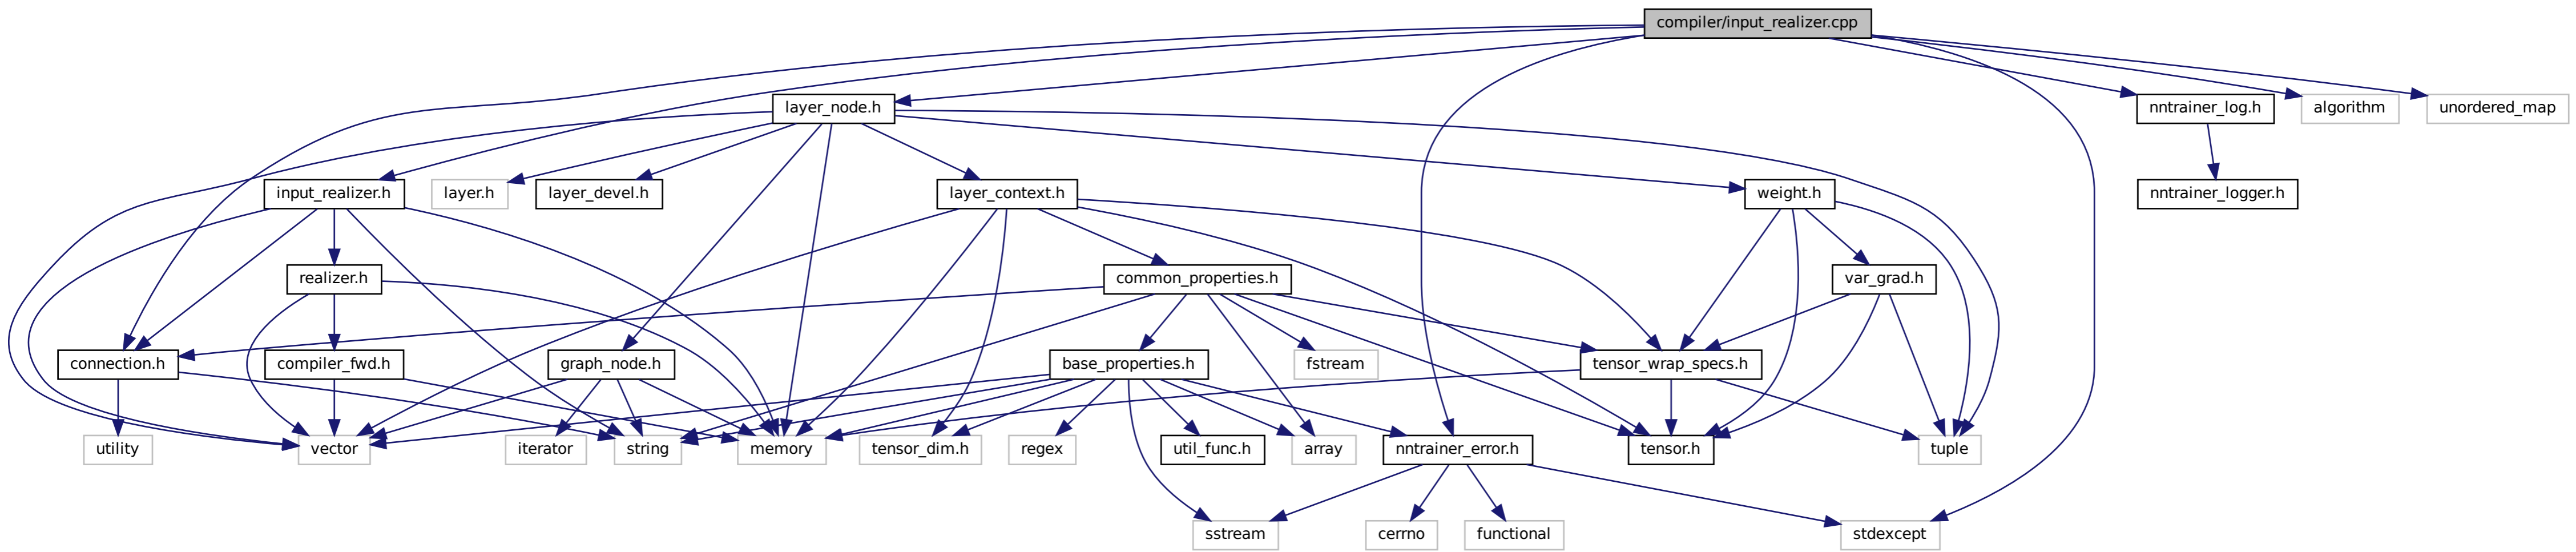 compiler/input_realizer.cpp
layer_node.h
nntrainer_log.h
algorithm
unordered_map
input_realizer.h
layer.h
layer_devel.h
layer_context.h
weight.h
nntrainer_logger.h
realizer.h
common_properties.h
var_grad.h
connection.h
compiler_fwd.h
graph_node.h
base_properties.h
fstream
tensor_wrap_specs.h
utility
vector
iterator
string
memory
tensor_dim.h
regex
util_func.h
array
nntrainer_error.h
tensor.h
tuple
sstream
cerrno
functional
stdexcept